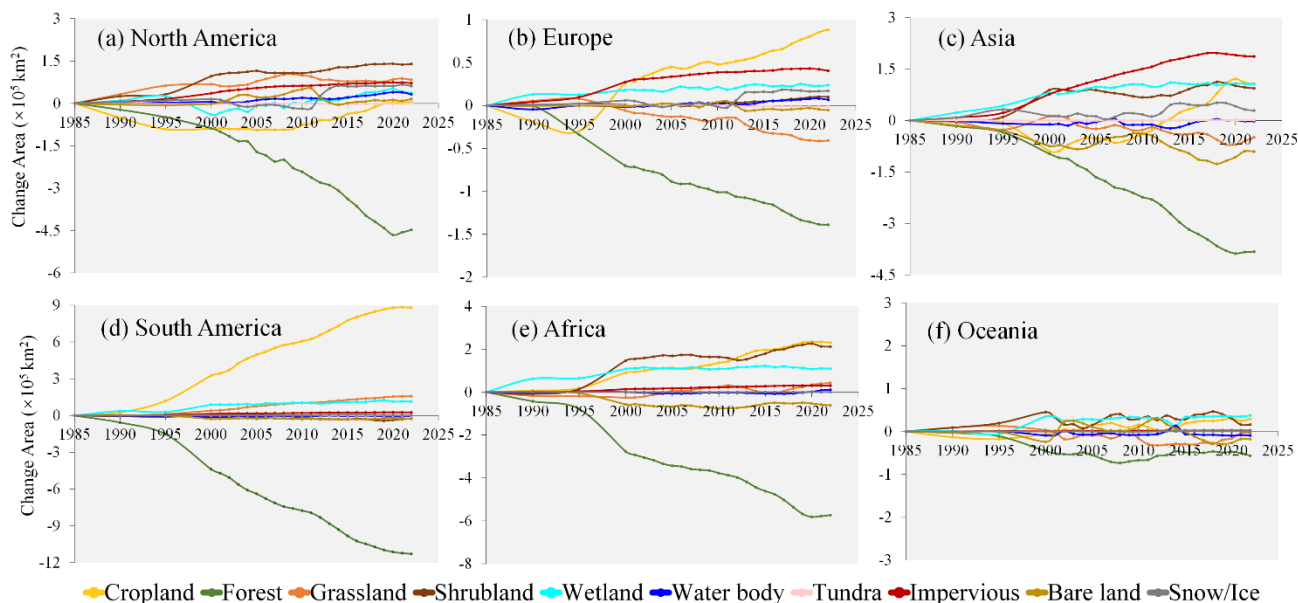 (a) North America
Change Area (×10⁵ km²)
3
1.5
0
-1.5
-3
-4.5
-6
1985 1990 1995 2000 2005 2010 2015 2020 2025
(b) Europe
1
0.5
0
-0.5
-1
-1.5
-2
1985 1990 1995 2000 2005 2010 2015 2020 2025
(c) Asia
3
1.5
0
-1.5
-3
-4.5
1985 1990 1995 2000 2005 2010 2015 2020 2025
(d) South America
Change Area (×10⁵ km²)
9
6
3
0
-3
-6
-9
-12
1985 1990 1995 2000 2005 2010 2015 2020 2025
(e) Africa
4
2
0
-2
-4
-6
-8
1985 1990 1995 2000 2005 2010 2015 2020 2025
(f) Oceania
3
2
1
0
-1
-2
-3
1985 1990 1995 2000 2005 2010 2015 2020 2025
Cropland Forest Grassland Shrubland Wetland Water body Tundra Impervious Bare land Snow/Ice